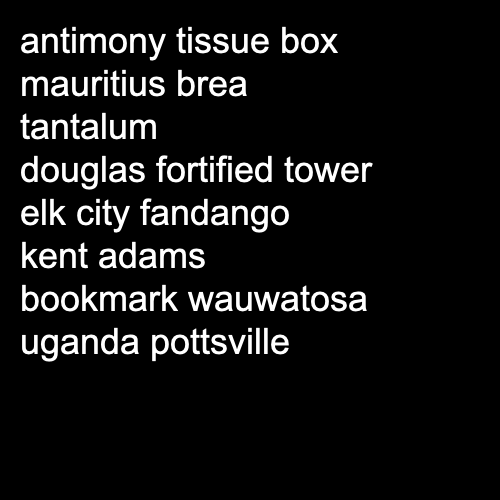 antimony tissue box
mauritius brea
tantalum
douglas fortified tower
elk city fandango
kent adams
bookmark wauwatosa
uganda pottsville